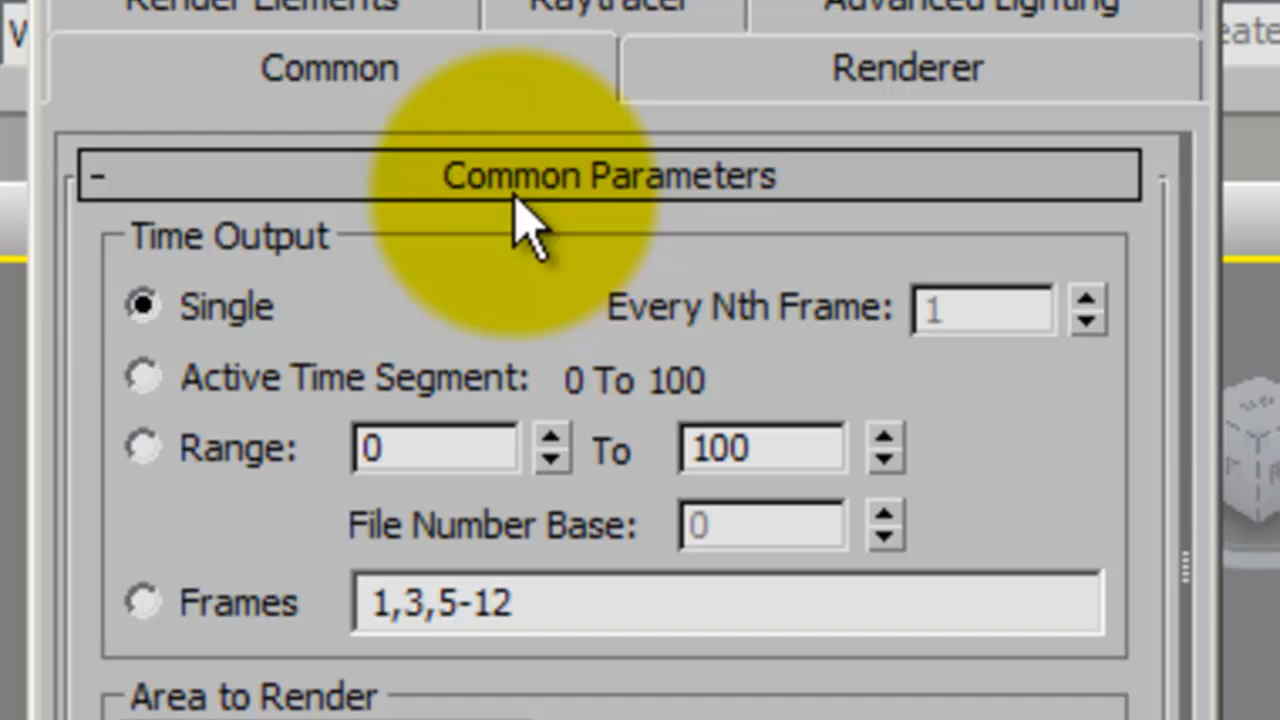 Render Elements Raytracer Advanced Lighting
Common Renderer
- Common Parameters
Time Output
Single Every Nth Frame: 1
Active Time Segment: 0 To 100
Range: 0 To 100
File Number Base: 0
Frames 1,3,5-12
Area to Render